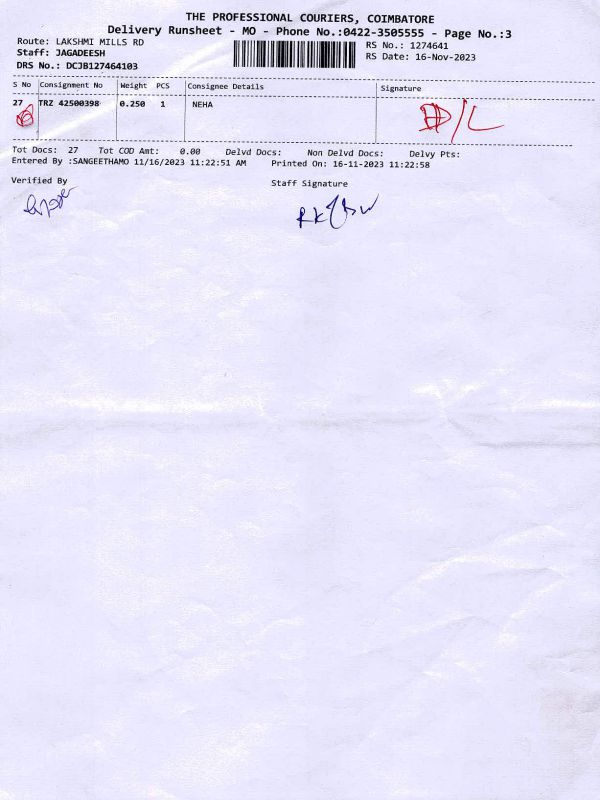 THE PROFESSIONAL COURIERS, COIMBATORE
Delivery Runsheet - MO - Phone No.:0422-3505555 - Page No.:3
Route: LAKSHMI MILLS RD
Staff: JAGADEESH
DRS No.: DCJB127464103
RS No.: 1274641
RS Date: 16-Nov-2023
S No Consignment No Weight PCS Consignee Details Signature
27 TRZ 42500398 0.250 1 NEHA D/L
Tot Docs: 27 Tot COD Amt: 0.00 Delvd Docs: Non Delvd Docs: Delvy Pts:
Entered By :SANGEETHAMO 11/16/2023 11:22:51 AM Printed On: 16-11-2023 11:22:58
Verified By
Staff Signature